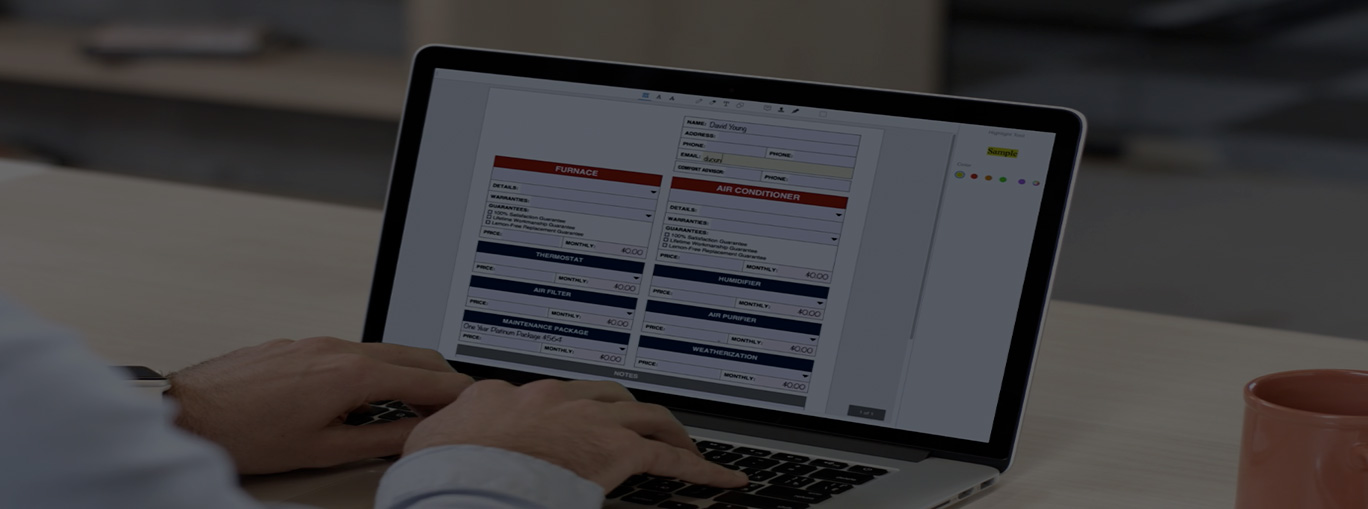 Highlight Tool
Sample
Colors
NAME: David Young
ADDRESS:
PHONE: PHONE:
EMAIL:
COMFORT ADVISOR: PHONE:
FURNACE
DETAILS:
WARRANTIES:
GUARANTEES:
100% Satisfaction Guarantee
Lifetime Workmanship Guarantee
Lemon-Free Replacement Guarantee
PRICE: MONTHLY: $0.00
THERMOSTAT
PRICE: MONTHLY: $0.00
AIR FILTER
PRICE: MONTHLY: $0.00
MAINTENANCE PACKAGE
One Year Platinum Package $564
PRICE: MONTHLY: $0.00
AIR CONDITIONER
DETAILS:
WARRANTIES:
GUARANTEES:
100% Satisfaction Guarantee
Lifetime Workmanship Guarantee
Lemon-Free Replacement Guarantee
PRICE: MONTHLY: $0.00
HUMIDIFIER
PRICE: MONTHLY: $0.00
AIR PURIFIER
PRICE: MONTHLY: $0.00
WEATHERIZATION
PRICE: MONTHLY: $0.00
NOTES
1 of 1